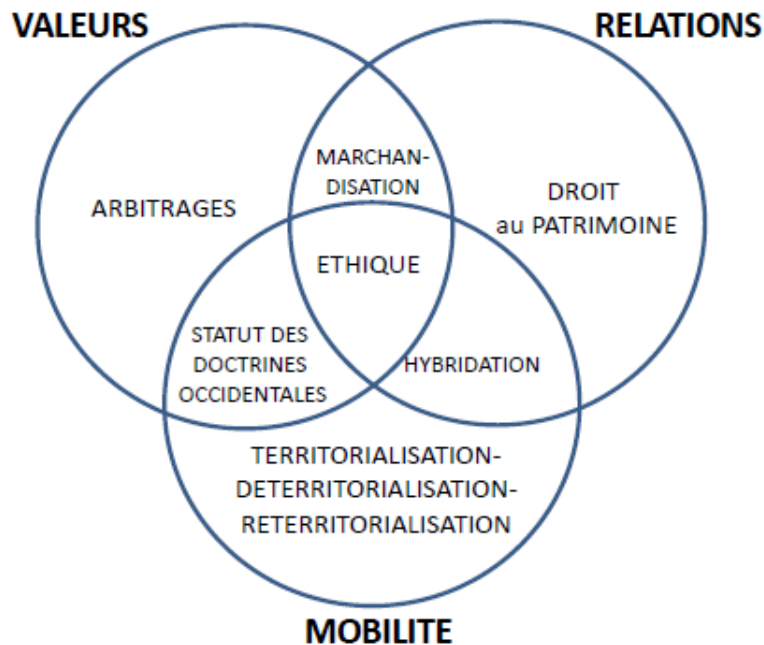 VALEURS
RELATIONS
MARCHAN-
DISATION
ARBITRAGES
DROIT
au PATRIMOINE
ETHIQUE
STATUT DES
DOCTRINES
OCCIDENTALES
HYBRIDATION
TERRITORIALISATION-
DETERRITORIALISATION-
RETERRITORIALISATION
MOBILITE